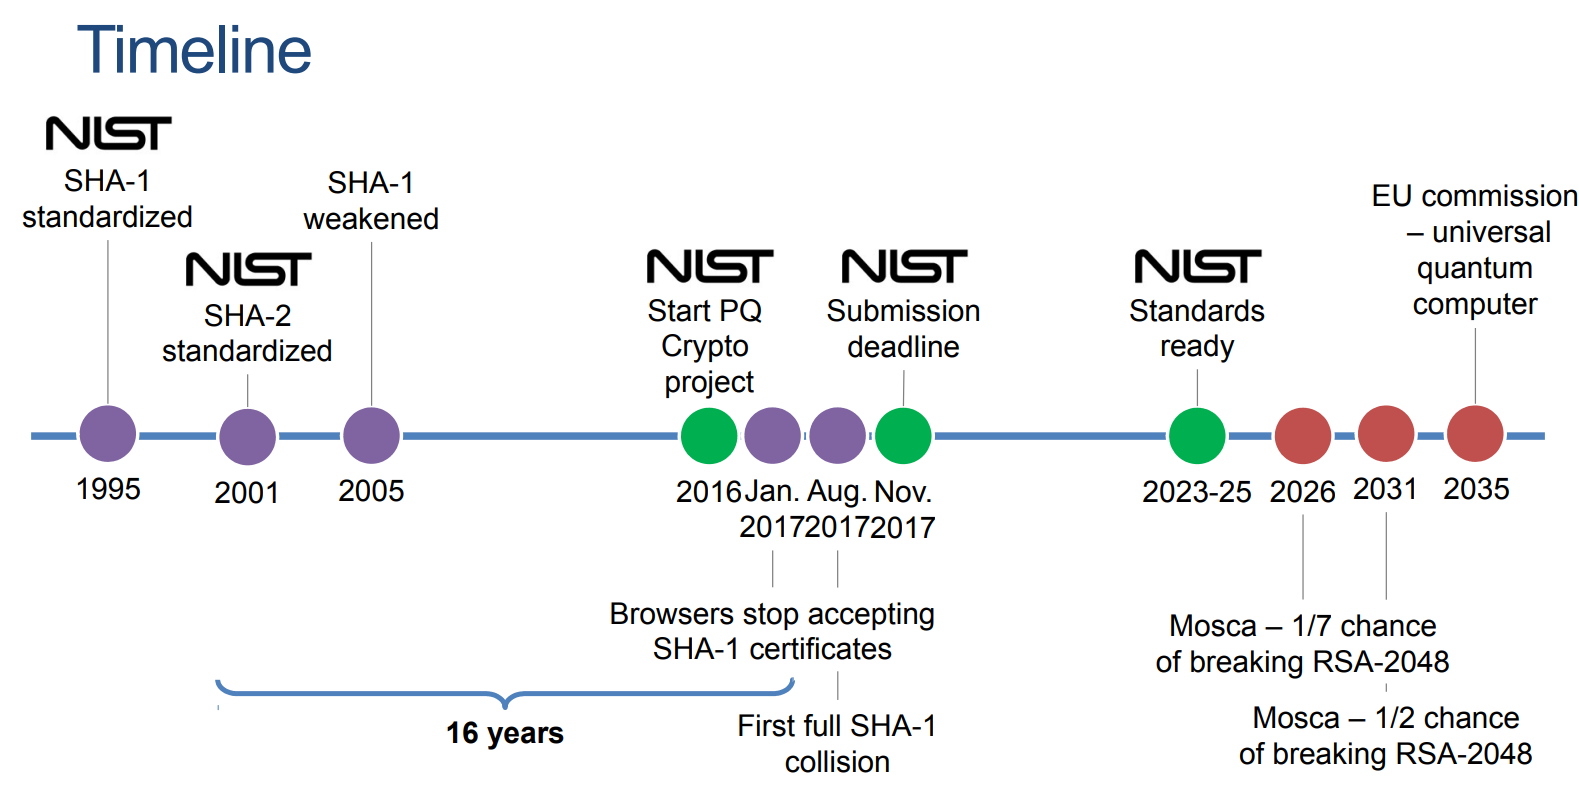 Timeline
NIST
SHA-1
standardized
NIST
SHA-2
standardized
SHA-1
weakened
NIST
Start PQ
Crypto
project
NIST
Submission
deadline
NIST
Standards
ready
EU commission
– universal
quantum
computer
1995
2001
2005
2016
Jan.
2017
Aug.
2017
Nov.
2017
2023-25
2026
2031
2035
Browsers stop accepting
SHA-1 certificates
16 years
First full SHA-1
collision
Mosca – 1/7 chance
of breaking RSA-2048
Mosca – 1/2 chance
of breaking RSA-2048